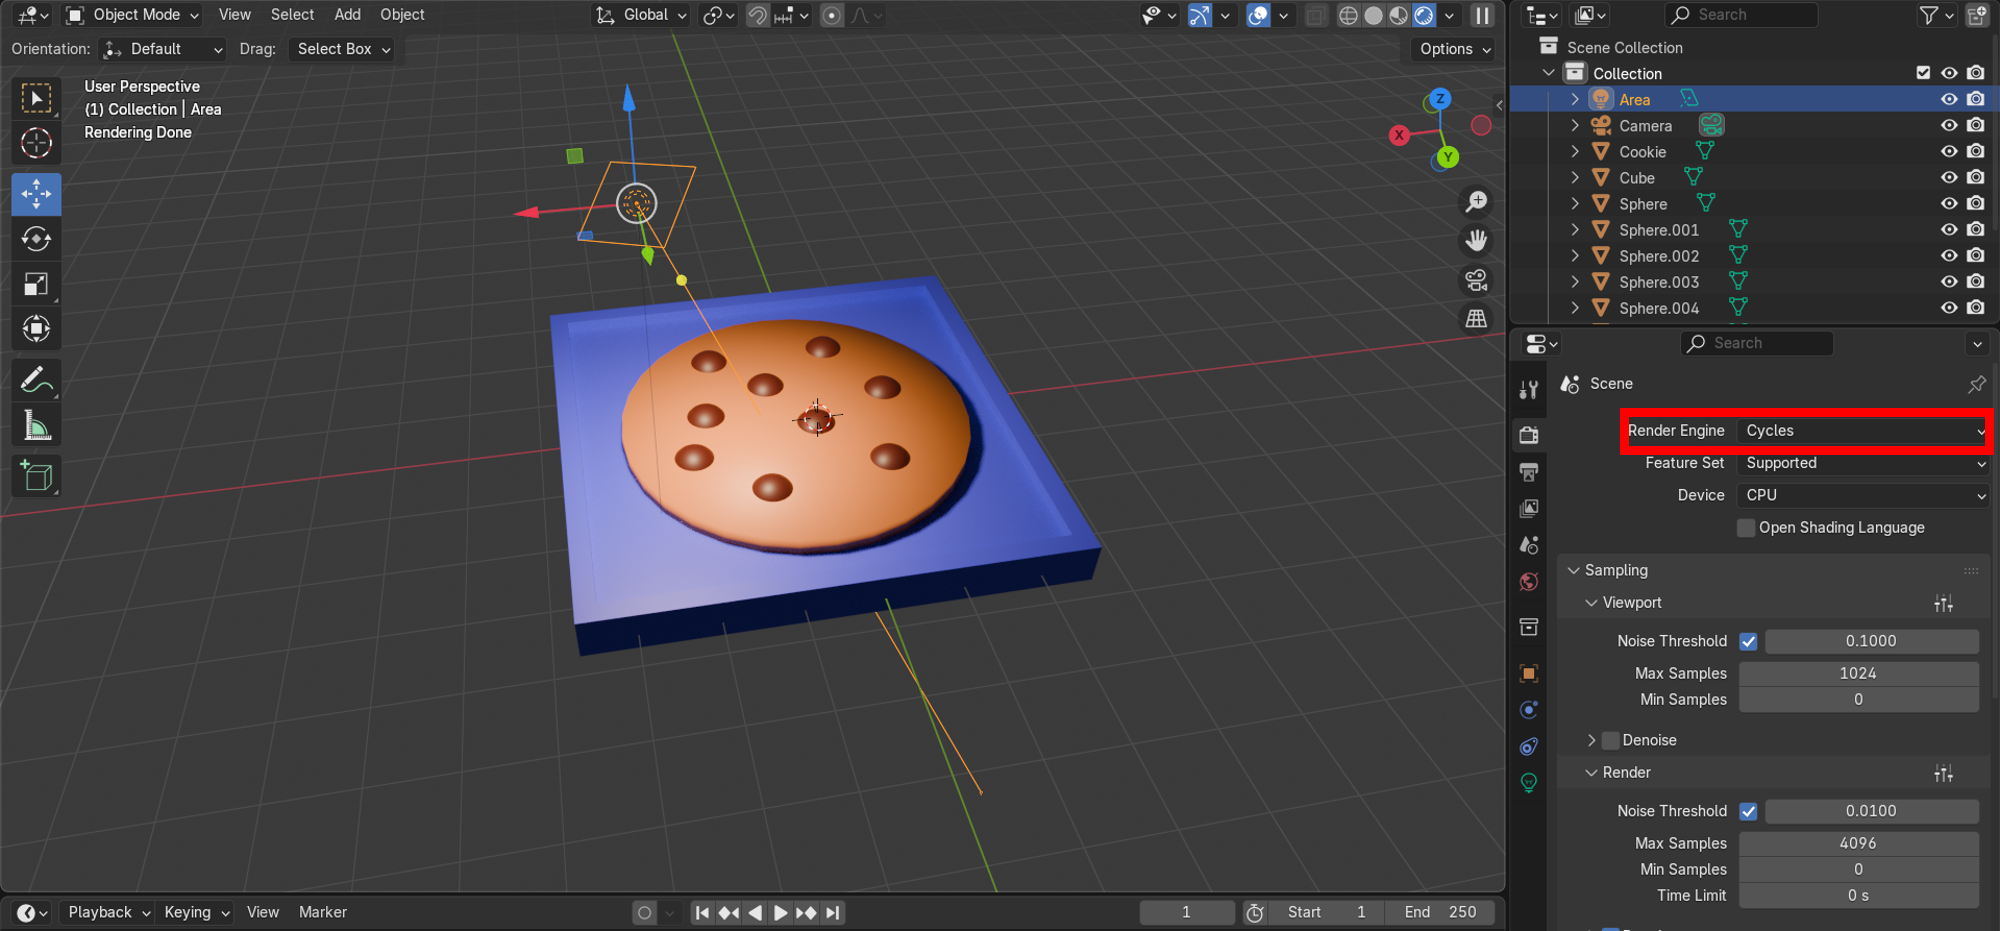 Object Mode View Select Add Object Global
Orientation: Default Drag: Select Box Options
User Perspective
(1) Collection | Area
Rendering Done
Z
X
Y
Search
Scene Collection
Collection
Area
Camera
Cookie
Cube
Sphere
Sphere.001
Sphere.002
Sphere.003
Sphere.004
Search
Scene
Render Engine Cycles
Feature Set Supported
Device CPU
Open Shading Language
Sampling
Viewport
Noise Threshold 0.1000
Max Samples 1024
Min Samples 0
Denoise
Render
Noise Threshold 0.0100
Max Samples 4096
Min Samples 0
Time Limit 0 s
Playback Keying View Marker 1 Start 1 End 250